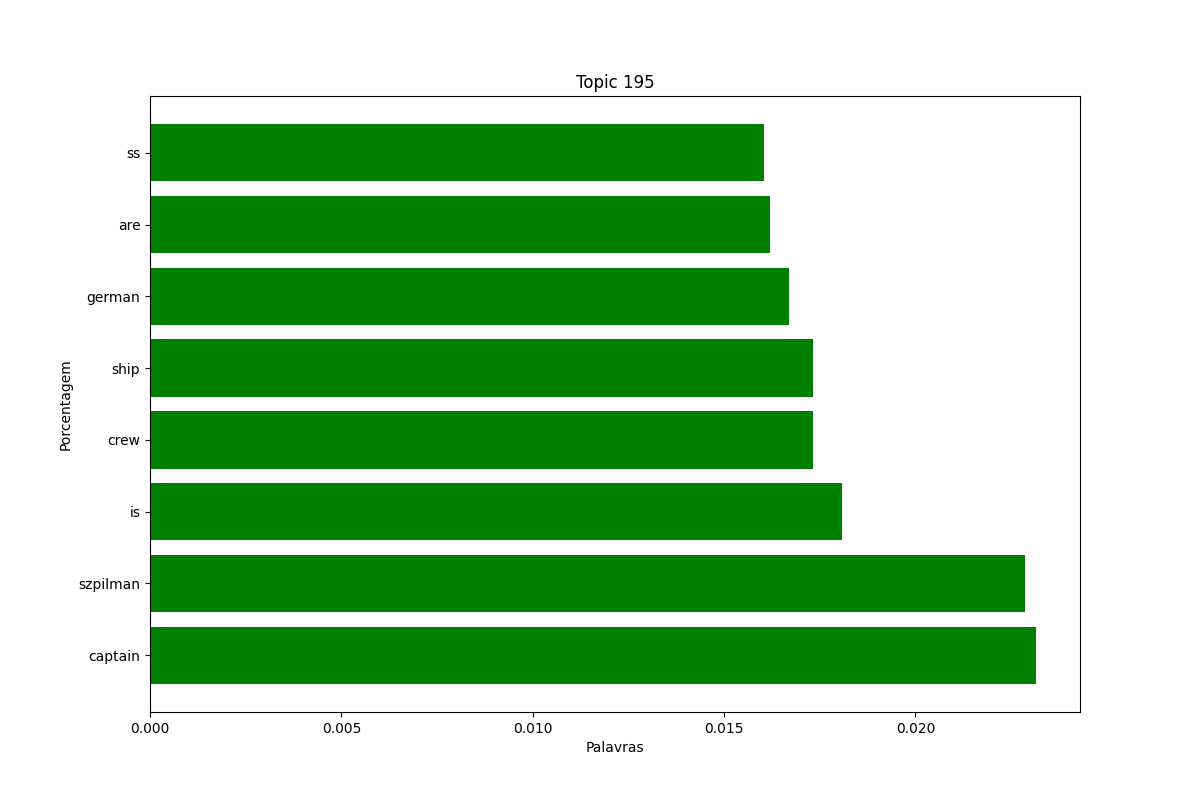 Topic 195
ss
are
german
ship
crew
is
szpilman
captain
Porcentagem
0.000 0.005 0.010 0.015 0.020
Palavras